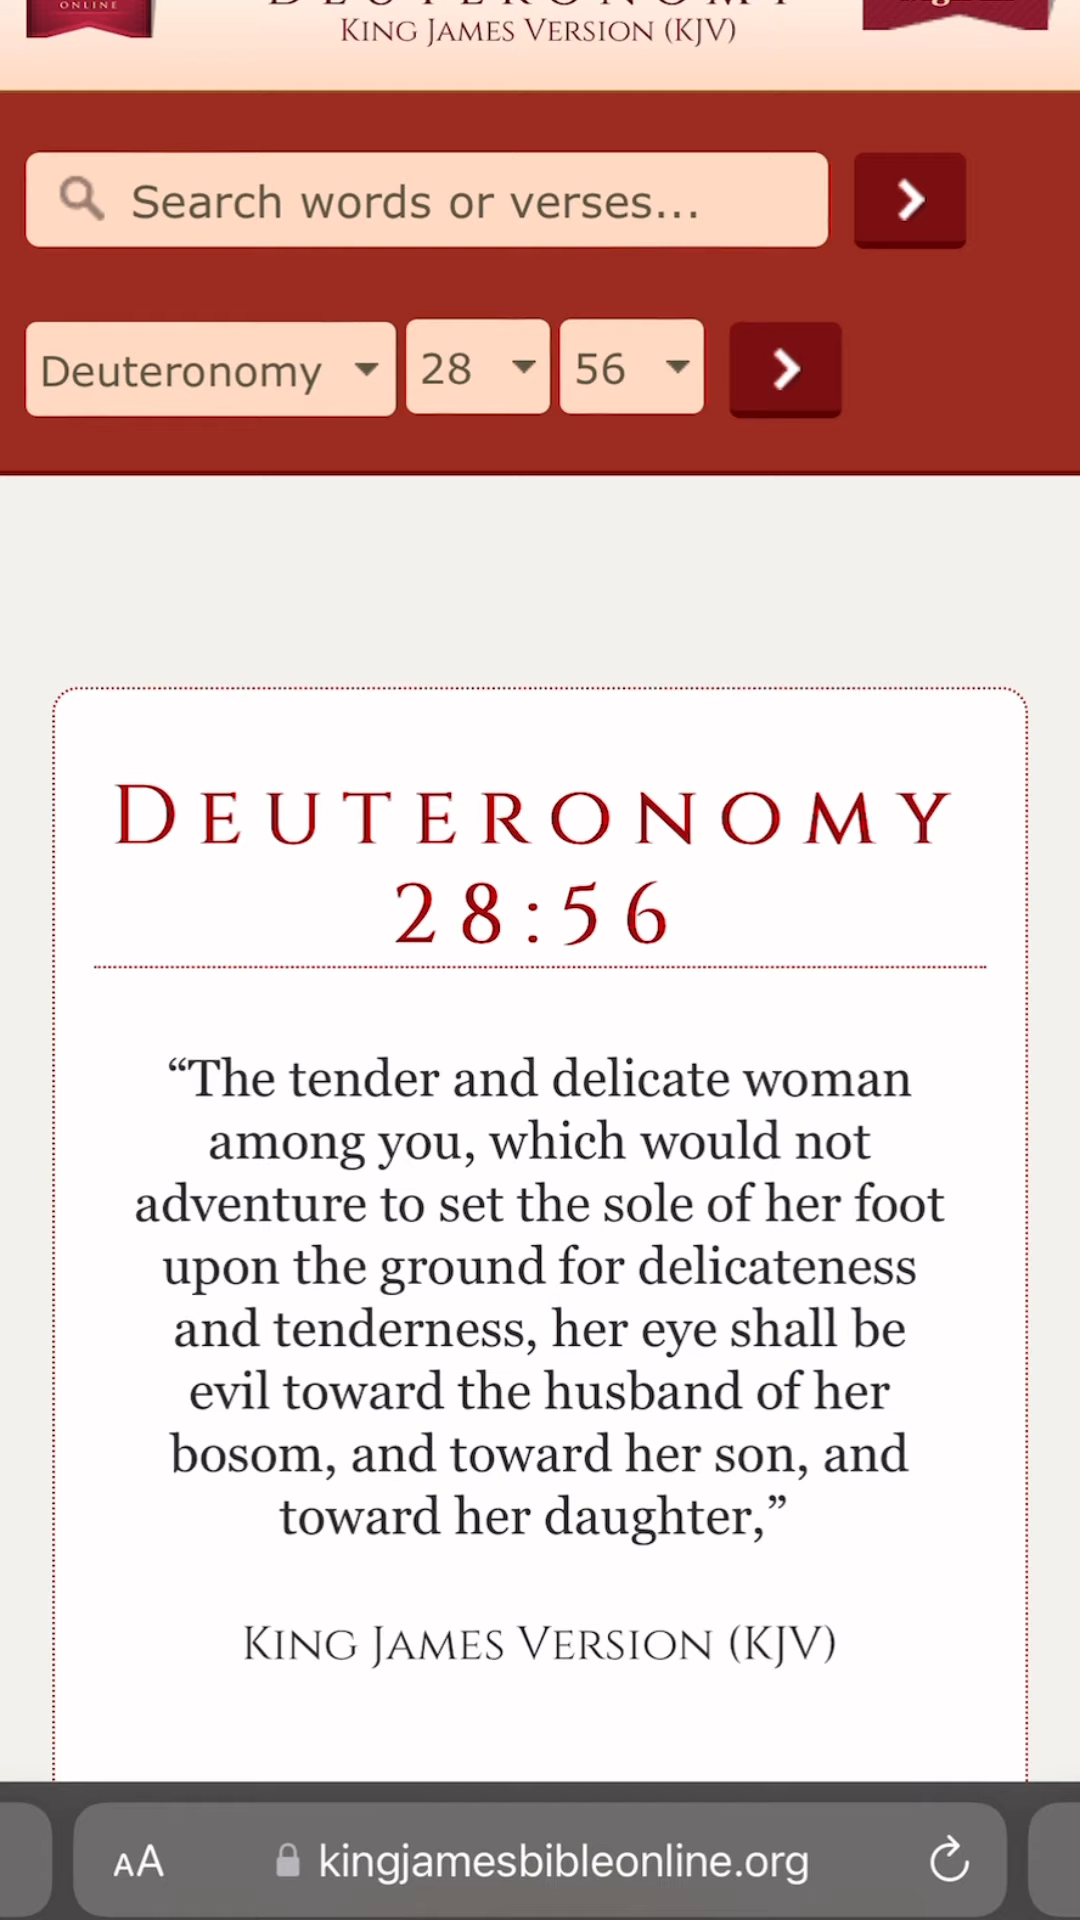 ONLINE
DEUTERONOMY
KING JAMES VERSION (KJV)
Search words or verses...
Deuteronomy 28 56
DEUTERONOMY
28:56
“The tender and delicate woman
among you, which would not
adventure to set the sole of her foot
upon the ground for delicateness
and tenderness, her eye shall be
evil toward the husband of her
bosom, and toward her son, and
toward her daughter,”
KING JAMES VERSION (KJV)
AA kingjamesbibleonline.org